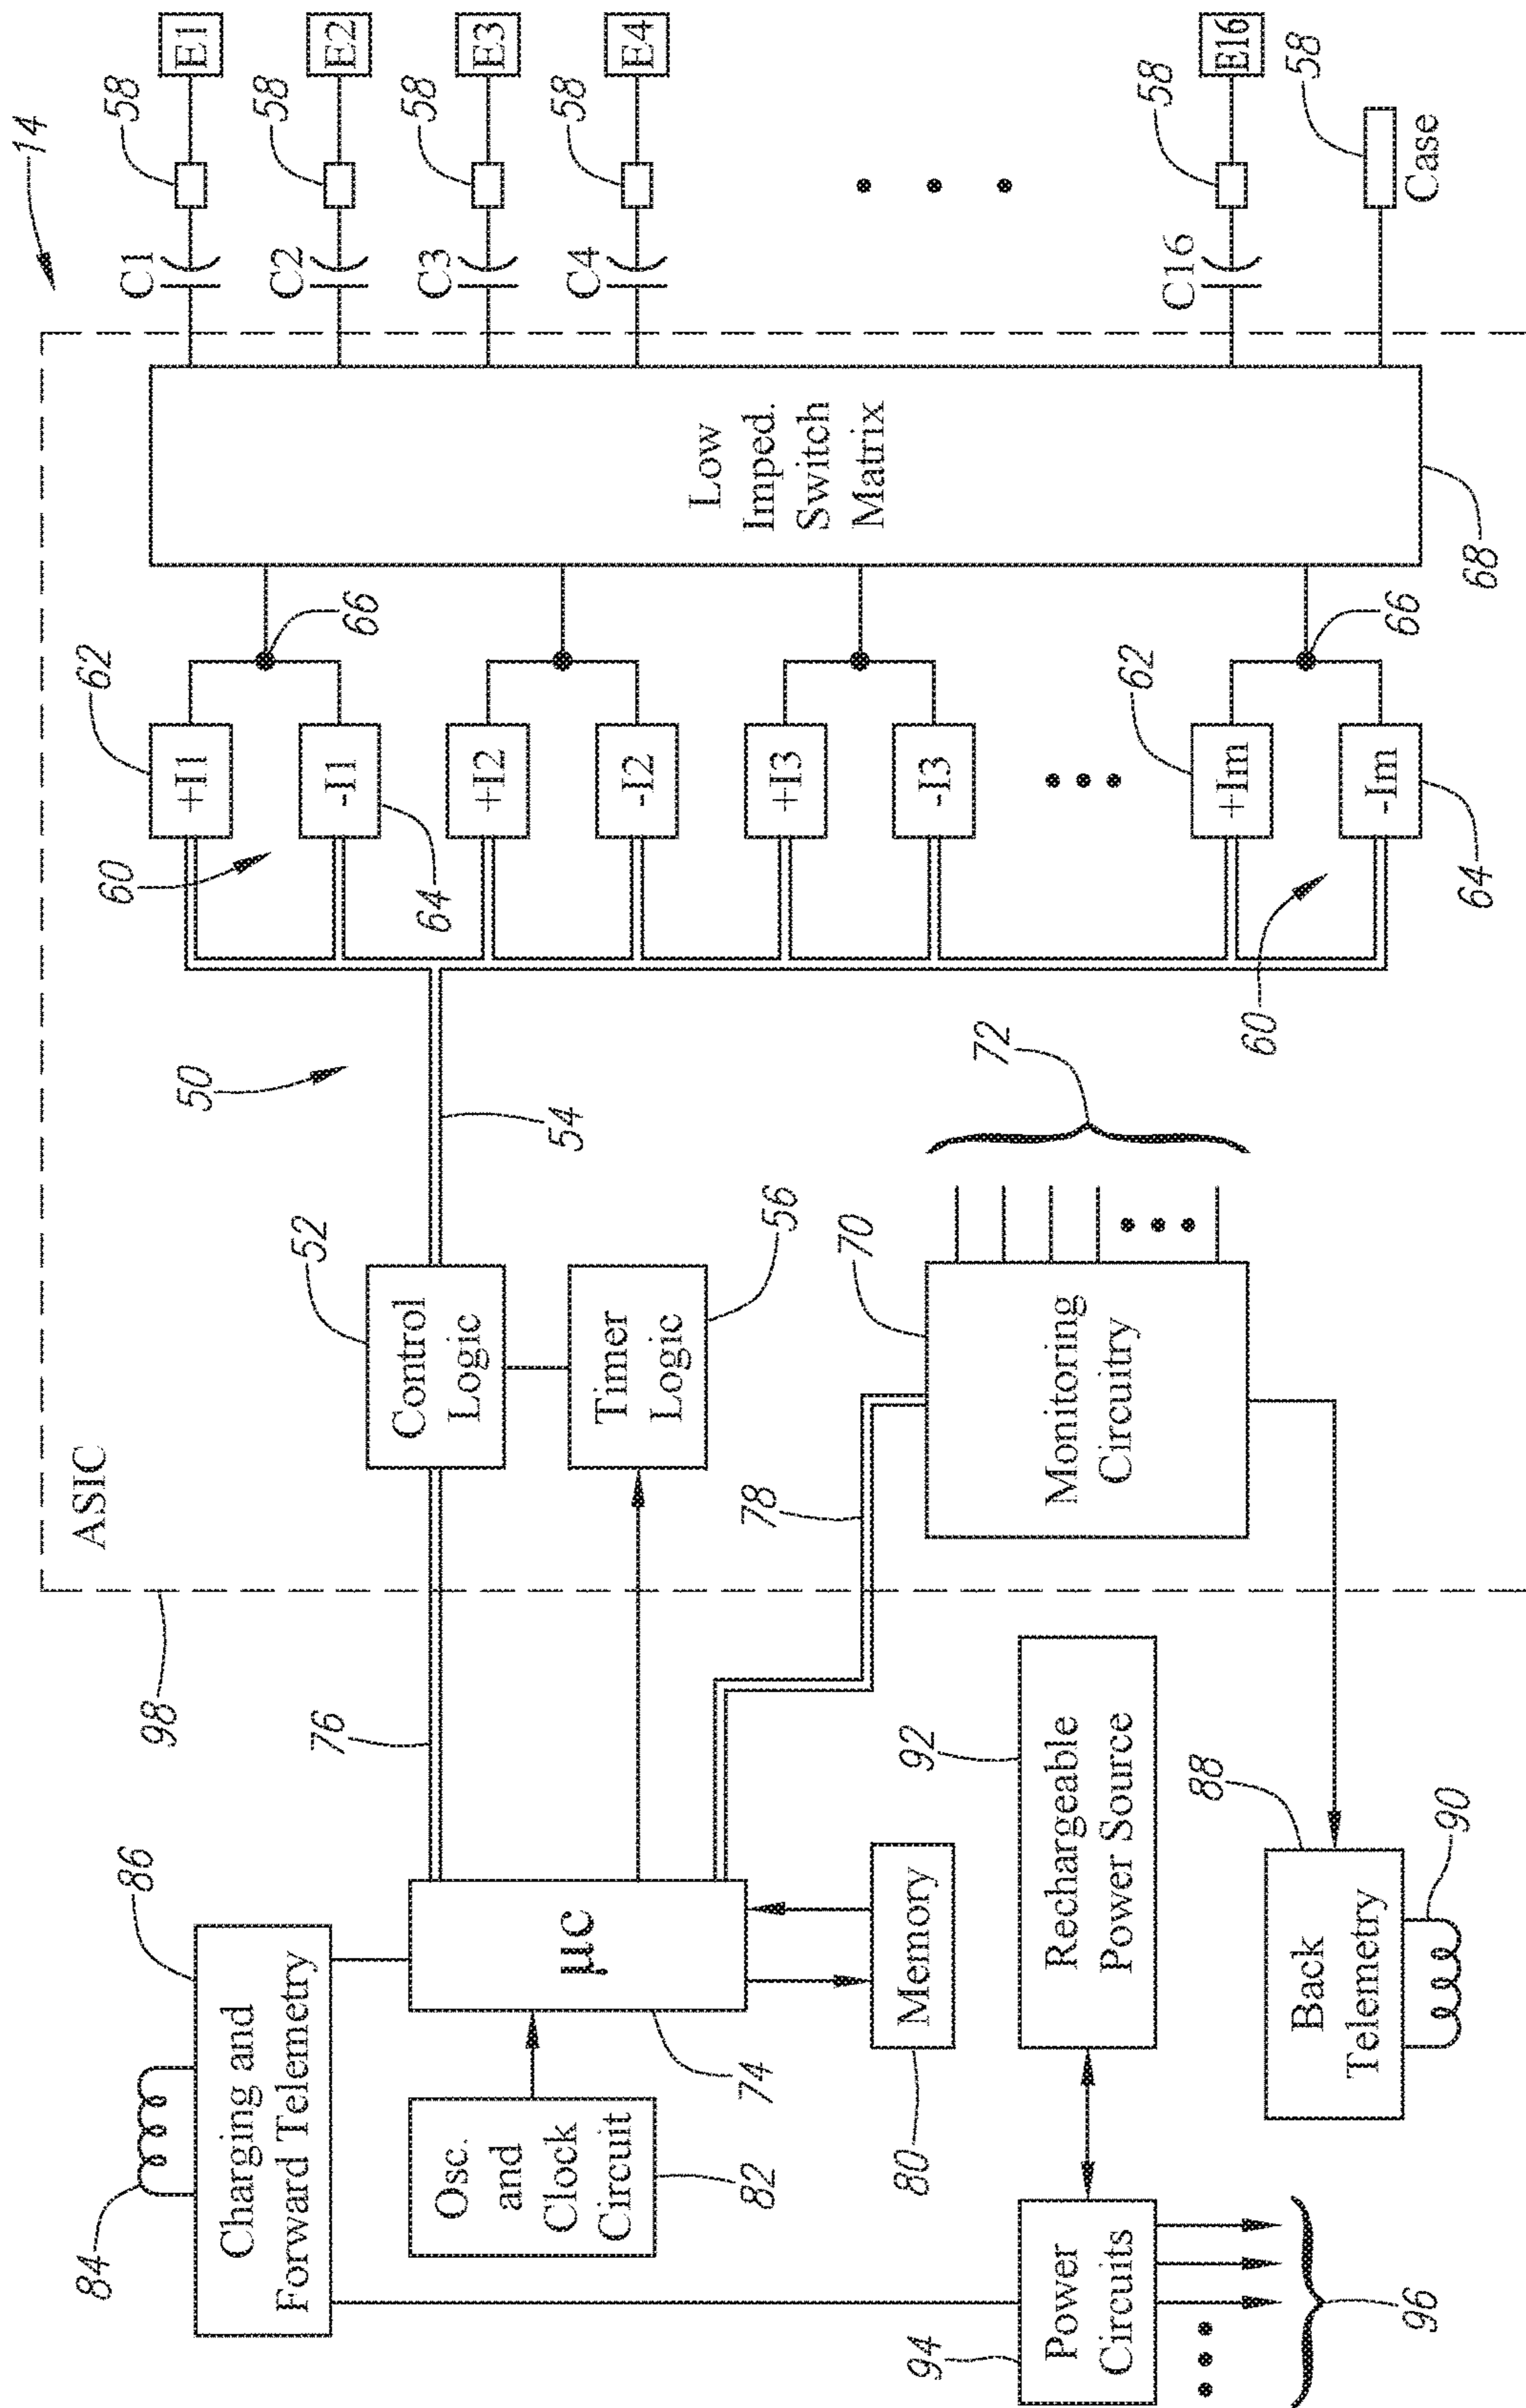 14
ASIC
98
84
Charging and
Forward Telemetry
86
76
Control
Logic
52
50
54
60
+I1
62
-I1
64
66
+I2
-I2
+I3
-I3
+Im
62
-Im
64
60
66
Low
Imped.
Switch
Matrix
68
C1
58
E1
C2
58
E2
C3
58
E3
C4
58
E4
C16
58
E16
58
Case
Osc.
and
Clock
Circuit
82
µc
74
Timer
Logic
56
78
Memory
80
Monitoring
Circuitry
70
72
Power
Circuits
94
96
Rechargeable
Power Source
92
Back
Telemetry
88
90